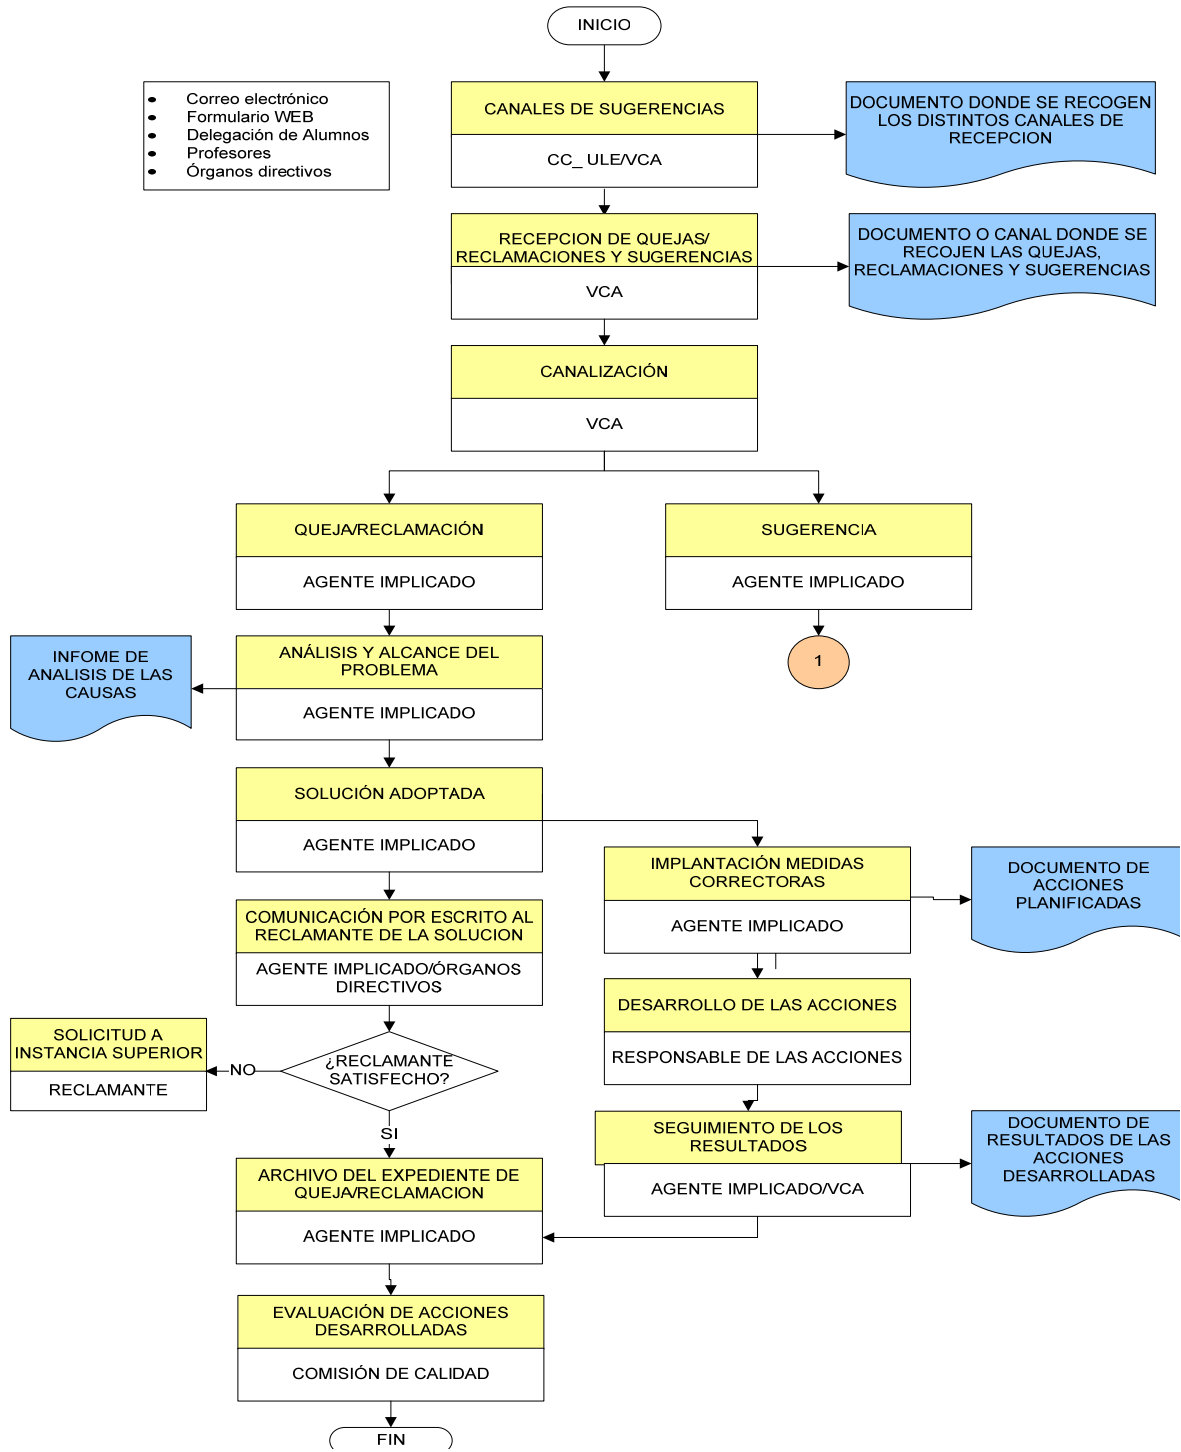 INICIO
Correo electrónico
Formulario WEB
Delegación de Alumnos
Profesores
Órganos directivos
CANALES DE SUGERENCIAS
CC_ ULE/VCA
DOCUMENTO DONDE SE RECOGEN
LOS DISTINTOS CANALES DE
RECEPCION
RECEPCION DE QUEJAS/
RECLAMACIONES Y SUGERENCIAS
VCA
DOCUMENTO O CANAL DONDE SE
RECOJEN LAS QUEJAS,
RECLAMACIONES Y SUGERENCIAS
CANALIZACIÓN
VCA
QUEJA/RECLAMACIÓN
AGENTE IMPLICADO
SUGERENCIA
AGENTE IMPLICADO
1
INFOME DE
ANALISIS DE LAS
CAUSAS
ANÁLISIS Y ALCANCE DEL
PROBLEMA
AGENTE IMPLICADO
SOLUCIÓN ADOPTADA
AGENTE IMPLICADO
IMPLANTACIÓN MEDIDAS
CORRECTORAS
AGENTE IMPLICADO
DOCUMENTO DE
ACCIONES
PLANIFICADAS
COMUNICACIÓN POR ESCRITO AL
RECLAMANTE DE LA SOLUCION
AGENTE IMPLICADO/ÓRGANOS
DIRECTIVOS
DESARROLLO DE LAS ACCIONES
RESPONSABLE DE LAS ACCIONES
SOLICITUD A
INSTANCIA SUPERIOR
RECLAMANTE
NO
¿RECLAMANTE
SATISFECHO?
SI
SEGUIMIENTO DE LOS
RESULTADOS
AGENTE IMPLICADO/VCA
DOCUMENTO DE
RESULTADOS DE LAS
ACCIONES
DESARROLLADAS
ARCHIVO DEL EXPEDIENTE DE
QUEJA/RECLAMACION
AGENTE IMPLICADO
EVALUACIÓN DE ACCIONES
DESARROLLADAS
COMISIÓN DE CALIDAD
FIN